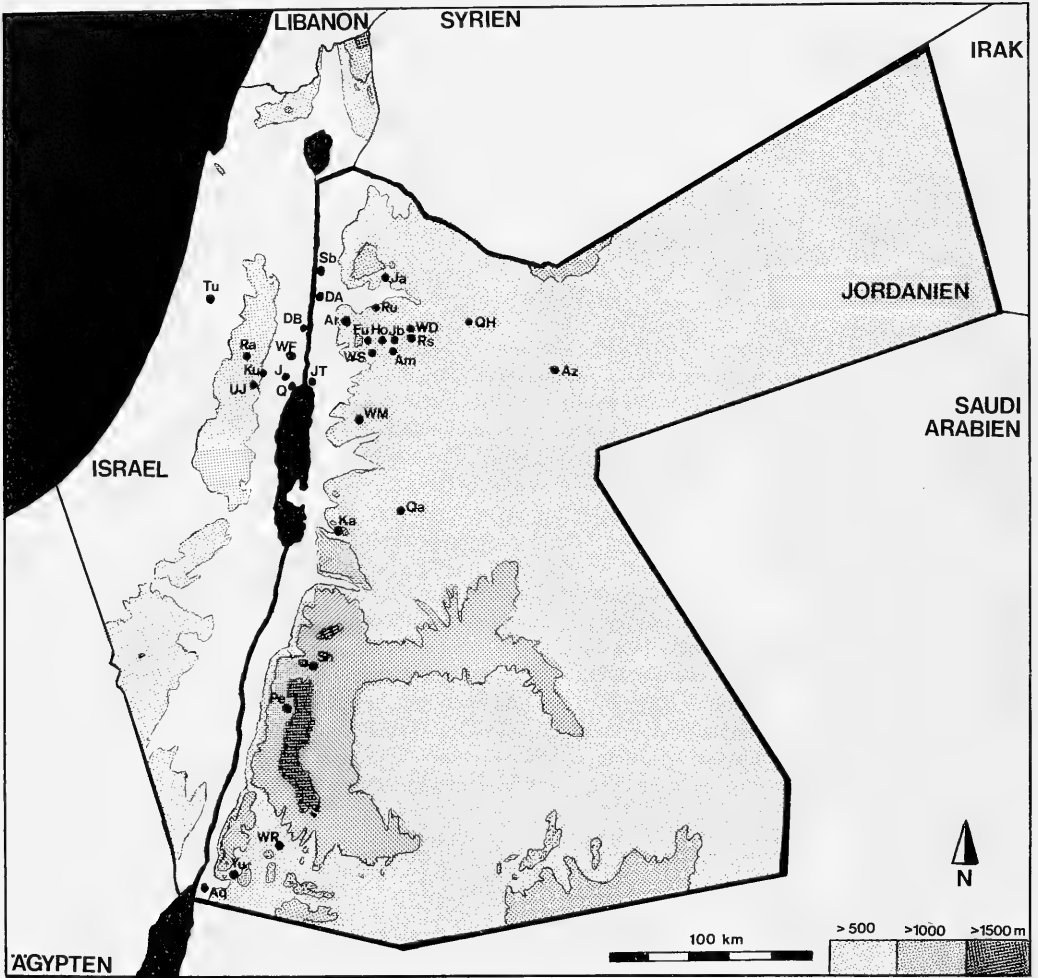 LIBANON
SYRIEN
IRAK
Sb
Ja
Tu
DA
JORDANIEN
Ru
DB
Ar
QH
WD
Fu
Ho
Jb
Rs
Ra
WF
WS
Am
Az
Ku
J
JT
UJ
Q
SAUDI
ARABIEN
WM
ISRAEL
Qa
Ka
Sh
Pe
WR
Yu
Aq
N
>500
>1000
>1500 m
100 km
ÄGYPTEN